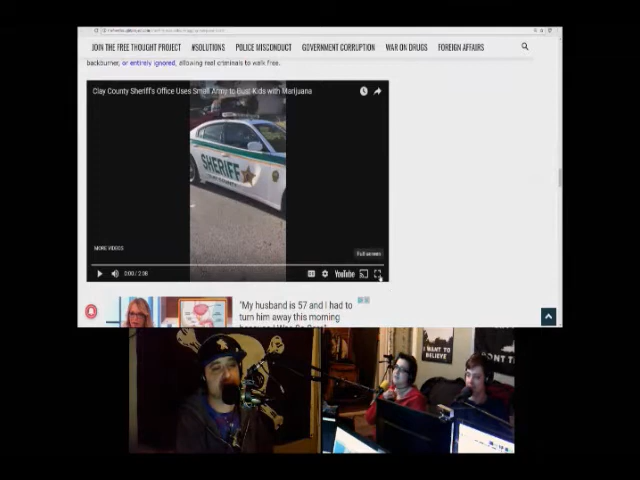 JOIN THE FREE THOUGHT PROJECT #SOLUTIONS POLICE MISCONDUCT GOVERNMENT CORRUPTION WAR ON DRUGS FOREIGN AFFAIRS
backburner, or entirely ignored, allowing real criminals to walk free.
Clay County Sheriff's Office Uses Small Army to Bust Kids with Marijuana
SHERIFF
MORE VIDEOS
Full screen
0:00 / 2:08
YouTube
"My husband is 57 and I had to
turn him away this morning
I WANT TO
BELIEVE